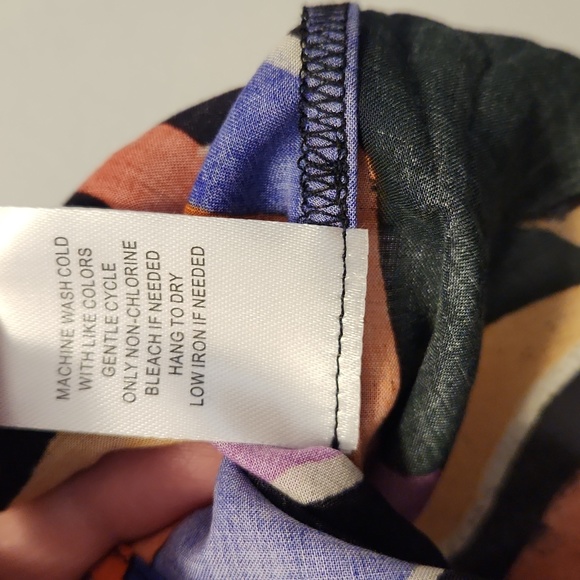 MACHINE WASH COLD
WITH LIKE COLORS
GENTLE CYCLE
ONLY NON-CHLORINE
BLEACH IF NEEDED
HANG TO DRY
LOW IRON IF NEEDED